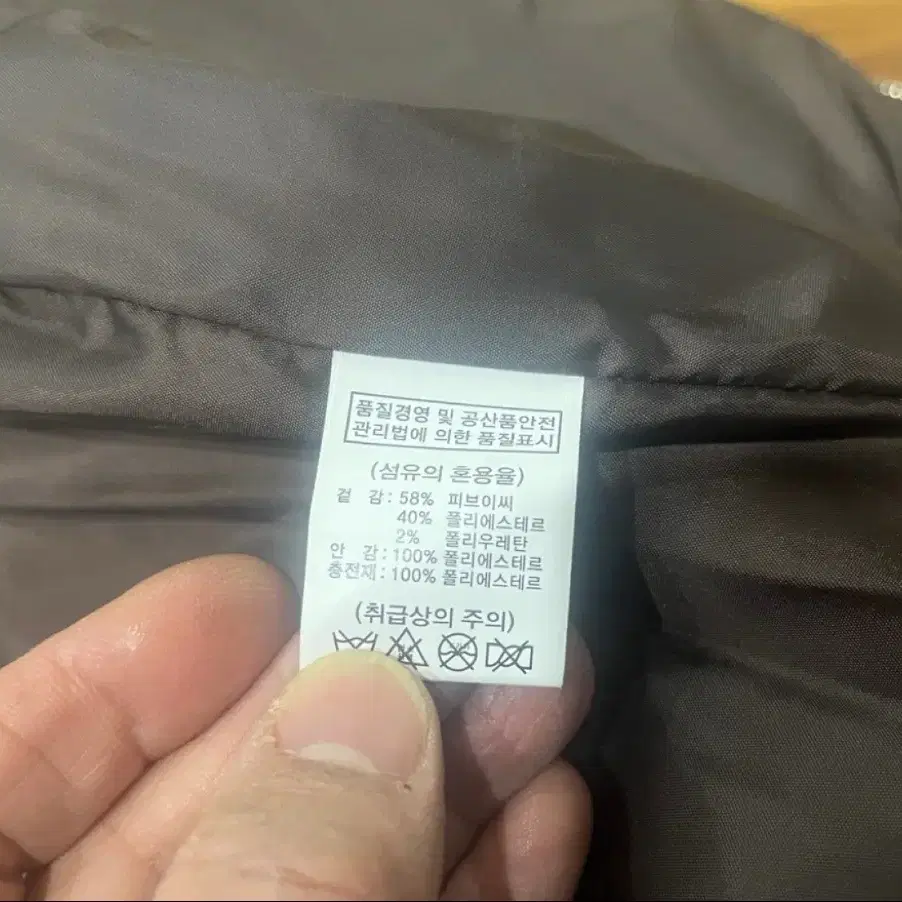 품질경영 및 공산품안전
관리법에 의한 품질표시
(섬유의 혼용율)
겉 감: 58% 피브이씨
40% 폴리에스테르
2% 폴리우레탄
안 감: 100% 폴리에스테르
충전재: 100% 폴리에스테르
(취급상의 주의)